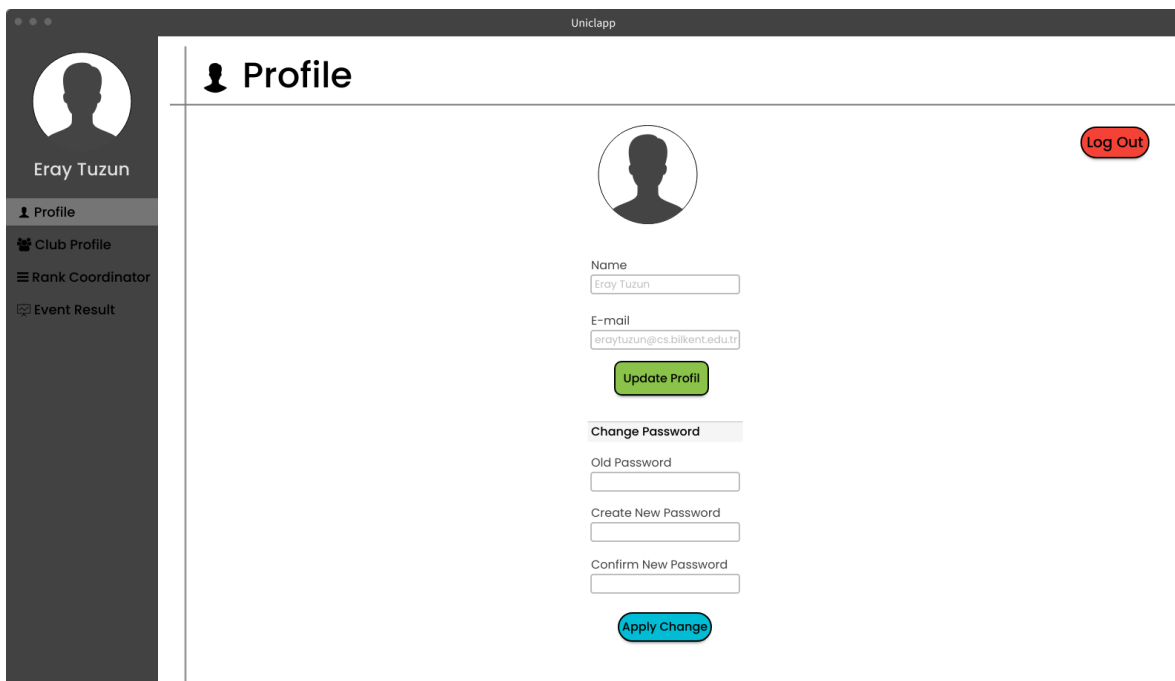 Uniclapp
Eray Tuzun
Profile
Club Profile
Rank Coordinator
Event Result
Profile
Log Out
Name
Eray Tuzun
E-mail
eraytuzun@cs.bilkent.edu.tr
Update Profil
Change Password
Old Password
Create New Password
Confirm New Password
Apply Change